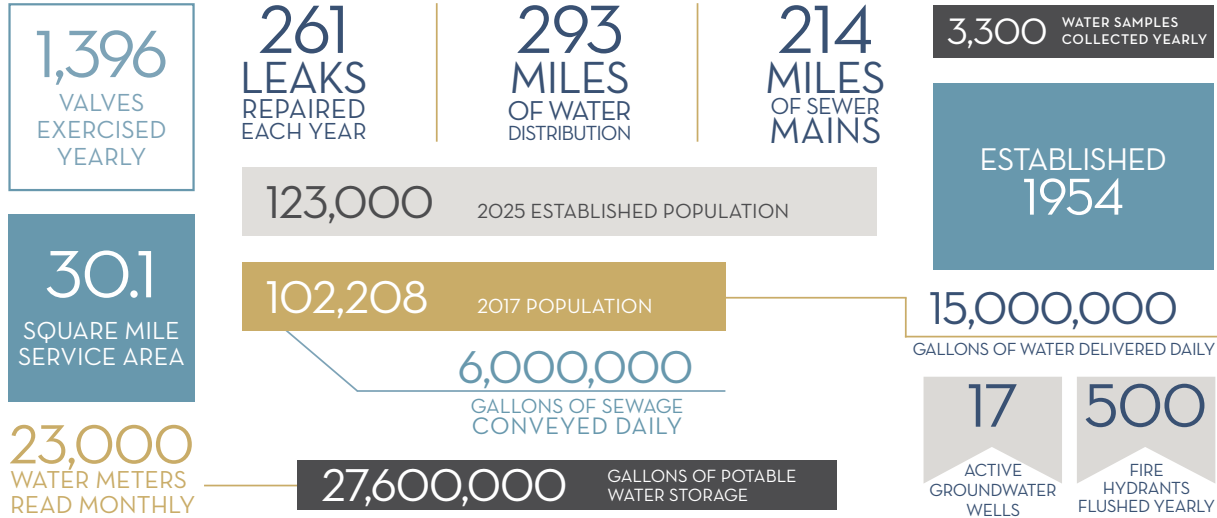 1,396
VALVES
EXERCISED
YEARLY
261
LEAKS
REPAIRED
EACH YEAR
293
MILES
OF WATER
DISTRIBUTION
214
MILES
OF SEWER
MAINS
3,300
WATER SAMPLES
COLLECTED YEARLY
ESTABLISHED
1954
123,000
2025 ESTABLISHED POPULATION
30.1
SQUARE MILE
SERVICE AREA
102,208
2017 POPULATION
15,000,000
GALLONS OF WATER DELIVERED DAILY
6,000,000
GALLONS OF SEWAGE
CONVEYED DAILY
17
ACTIVE
GROUNDWATER
WELLS
500
FIRE
HYDRANTS
FLUSHED YEARLY
23,000
WATER METERS
READ MONTHLY
27,600,000
GALLONS OF POTABLE
WATER STORAGE